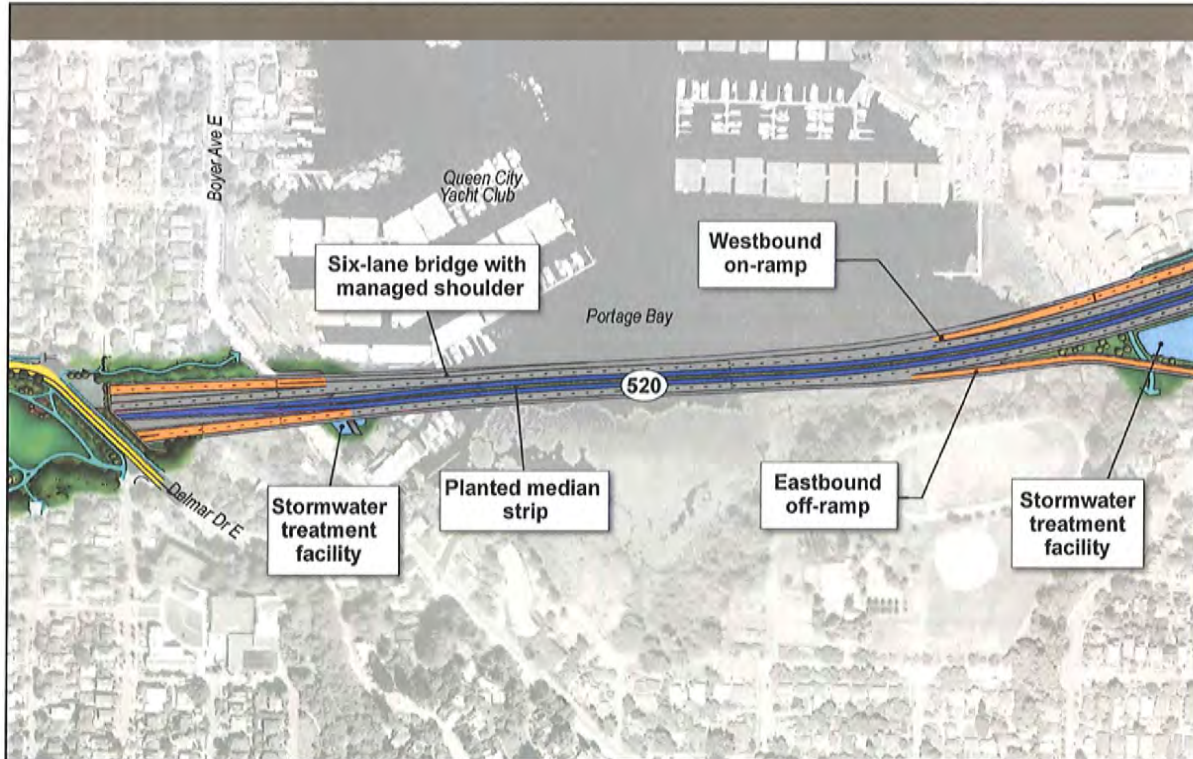 Boyer Ave E
Queen City
Yacht Club
Six-lane bridge with
managed shoulder
Westbound
on-ramp
Portage Bay
520
Delmar Dr E
Stormwater
treatment
facility
Planted median
strip
Eastbound
off-ramp
Stormwater
treatment
facility